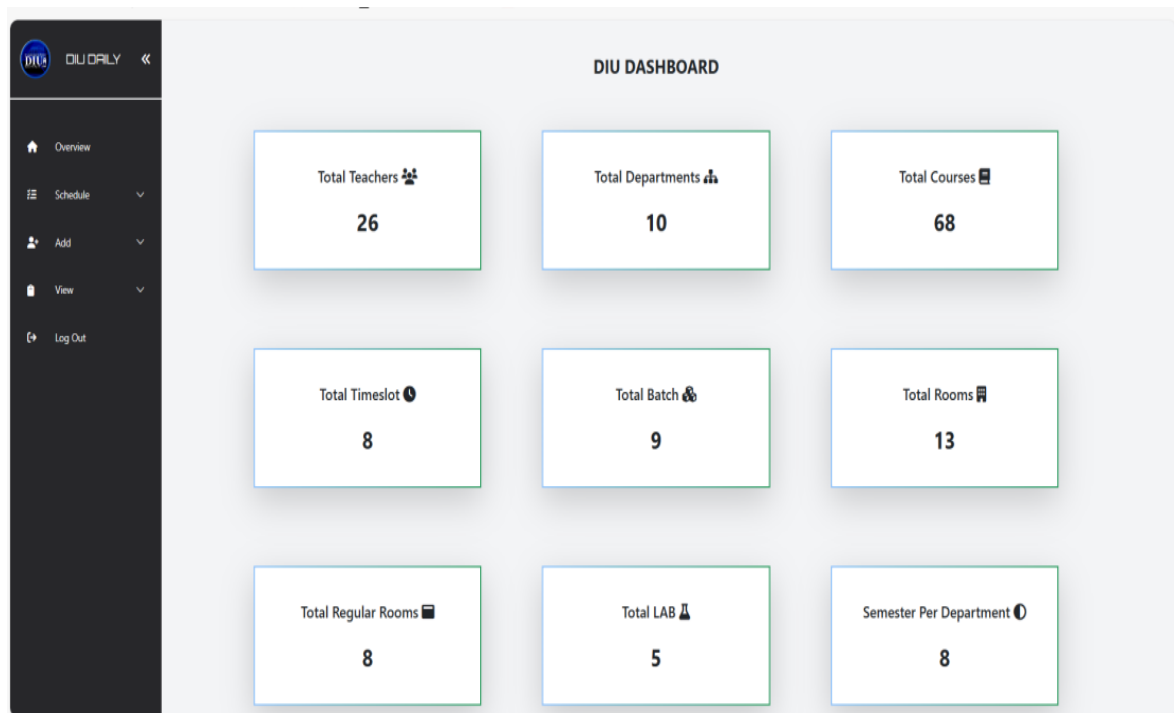 DIU DAILY
Overview
Schedule
Add
View
Log Out
DIU DASHBOARD
Total Teachers
26
Total Departments
10
Total Courses
68
Total Timeslot
8
Total Batch
9
Total Rooms
13
Total Regular Rooms
8
Total LAB
5
Semester Per Department
8